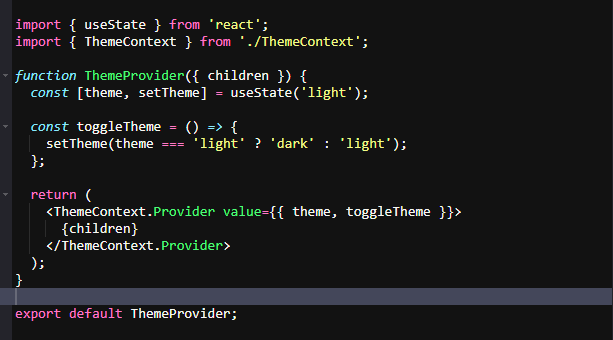 import { useState } from 'react';
import { ThemeContext } from './ThemeContext';
function ThemeProvider({ children }) {
const [theme, setTheme] = useState('light');
const toggleTheme = () => {
setTheme(theme === 'light' ? 'dark' : 'light');
};
return (
<ThemeContext.Provider value={{ theme, toggleTheme }}>
{children}
</ThemeContext.Provider>
);
}
export default ThemeProvider;